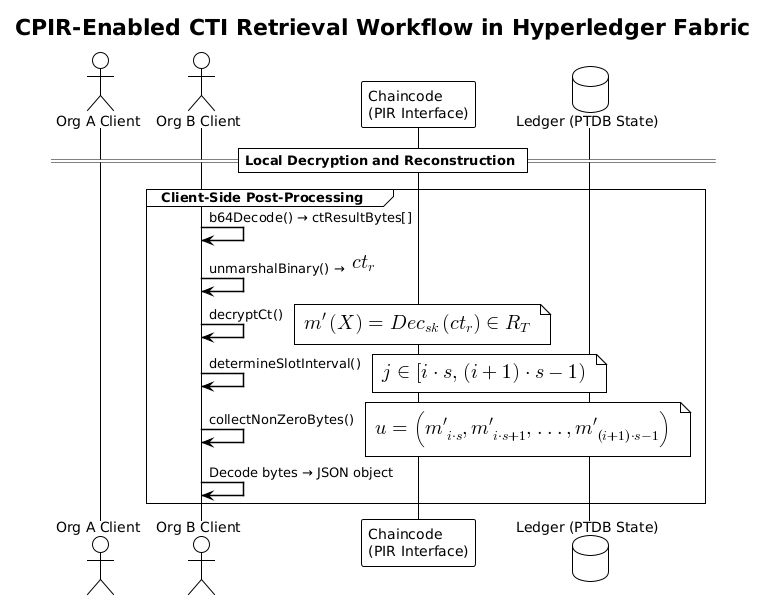 CPIR-Enabled CTI Retrieval Workflow in Hyperledger Fabric
Org A Client
Org B Client
Chaincode
(PIR Interface)
Ledger (PTDB State)
Local Decryption and Reconstruction
Client-Side Post-Processing
b64Decode() → ctResultBytes[]
unmarshalBinary() → ct_r
decryptCt()
m′(X) = Dec_{sk}(ct_r) ∈ R_T
determineSlotInterval()
j ∈ [i · s, (i + 1) · s − 1)
collectNonZeroBytes()
u = (m′_{i·s}, m′_{i·s+1}, . . . , m′_{(i+1)·s−1})
Decode bytes → JSON object
Org A Client
Org B Client
Chaincode
(PIR Interface)
Ledger (PTDB State)